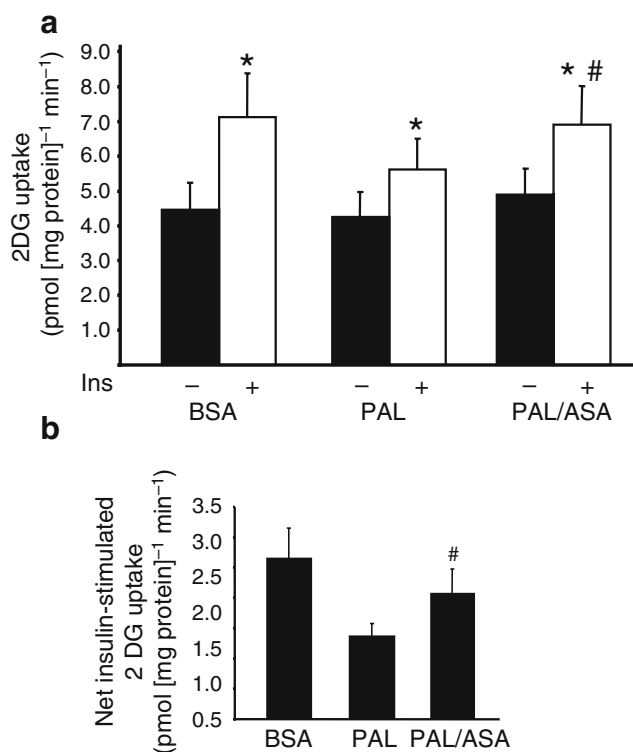 a
2DG uptake
(pmol [mg protein]⁻¹ min⁻¹)
9.0
8.0
7.0
6.0
5.0
4.0
3.0
2.0
1.0
* * * #
Ins − + − + − +
BSA PAL PAL/ASA
b
Net insulin-stimulated
2 DG uptake
(pmol [mg protein]⁻¹ min⁻¹)
3.5
3.0
2.5
2.0
1.5
1.0
0.5
#
BSA PAL PAL/ASA